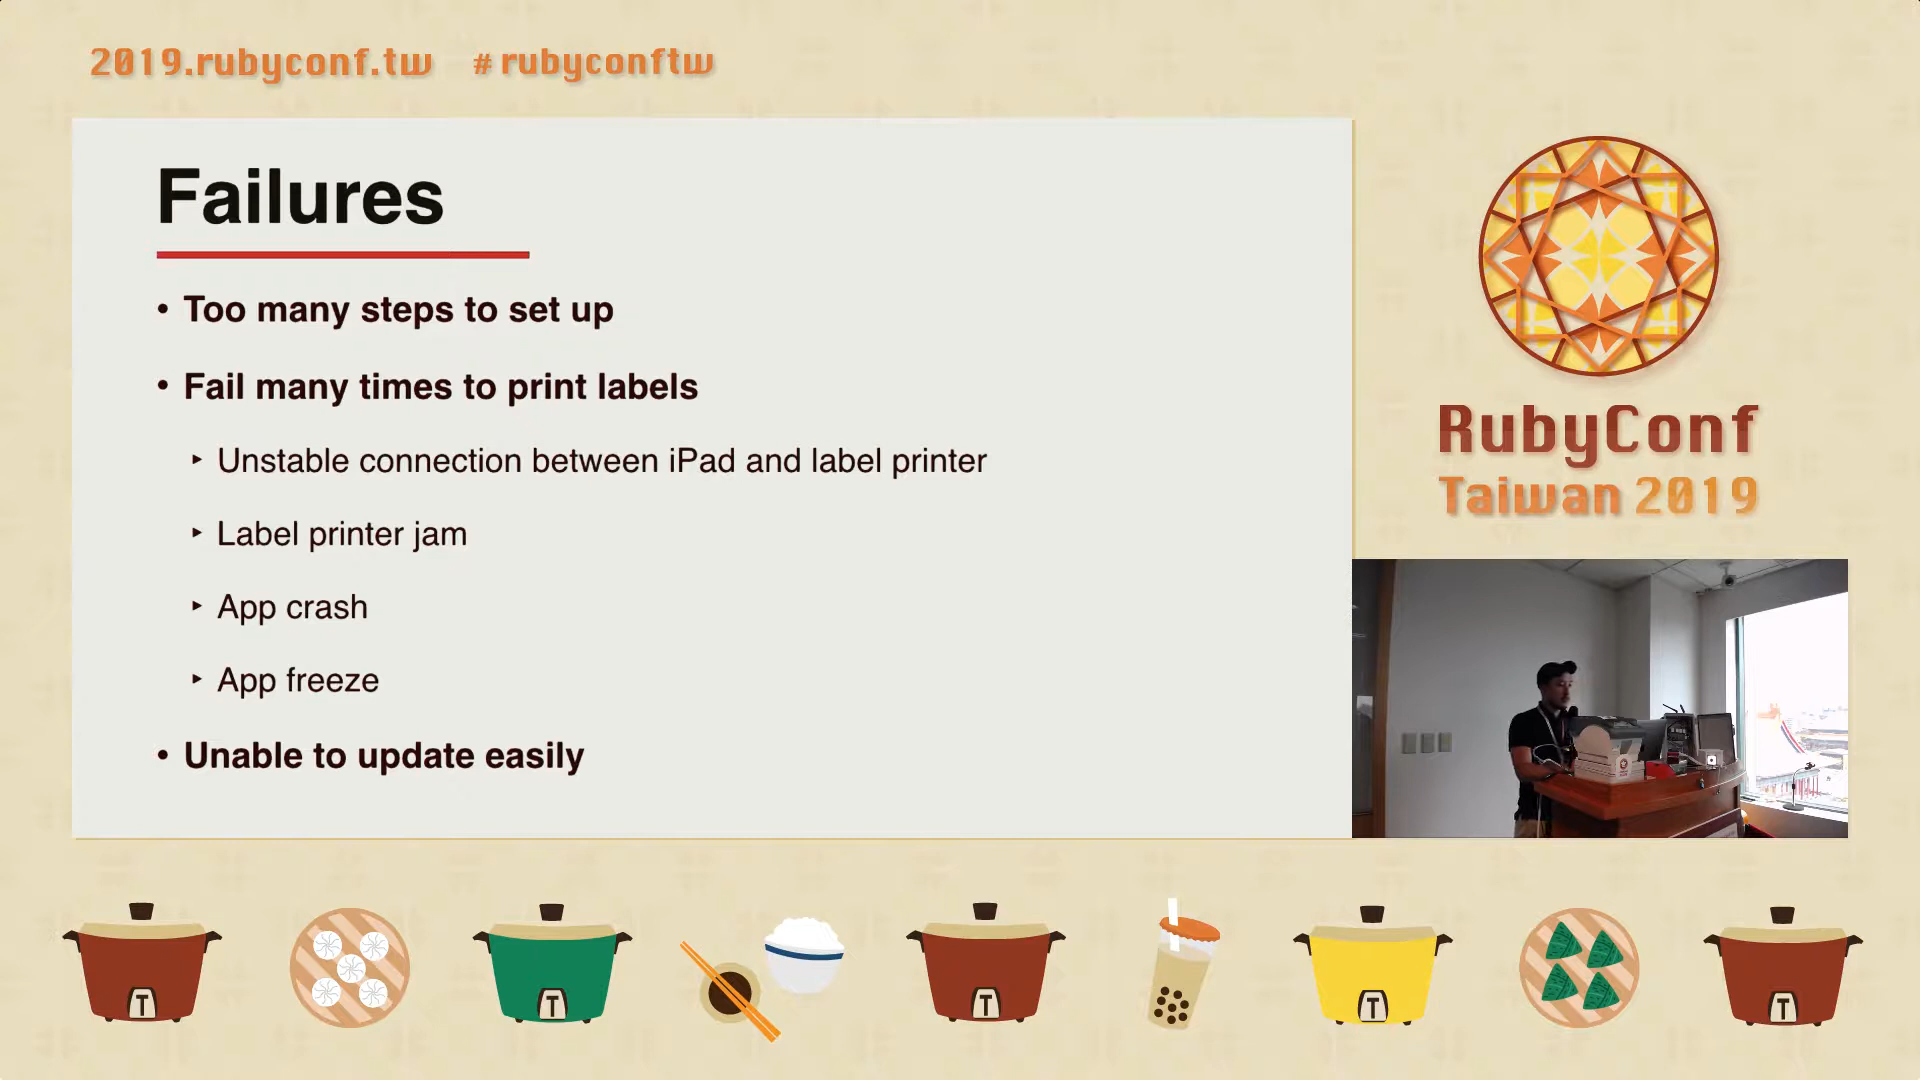 2019.rubyconf.tw #rubyconftw
Failures
• Too many steps to set up
• Fail many times to print labels
‣ Unstable connection between iPad and label printer
‣ Label printer jam
‣ App crash
‣ App freeze
• Unable to update easily
RubyConf
Taiwan 2019
T
T
T
T
T